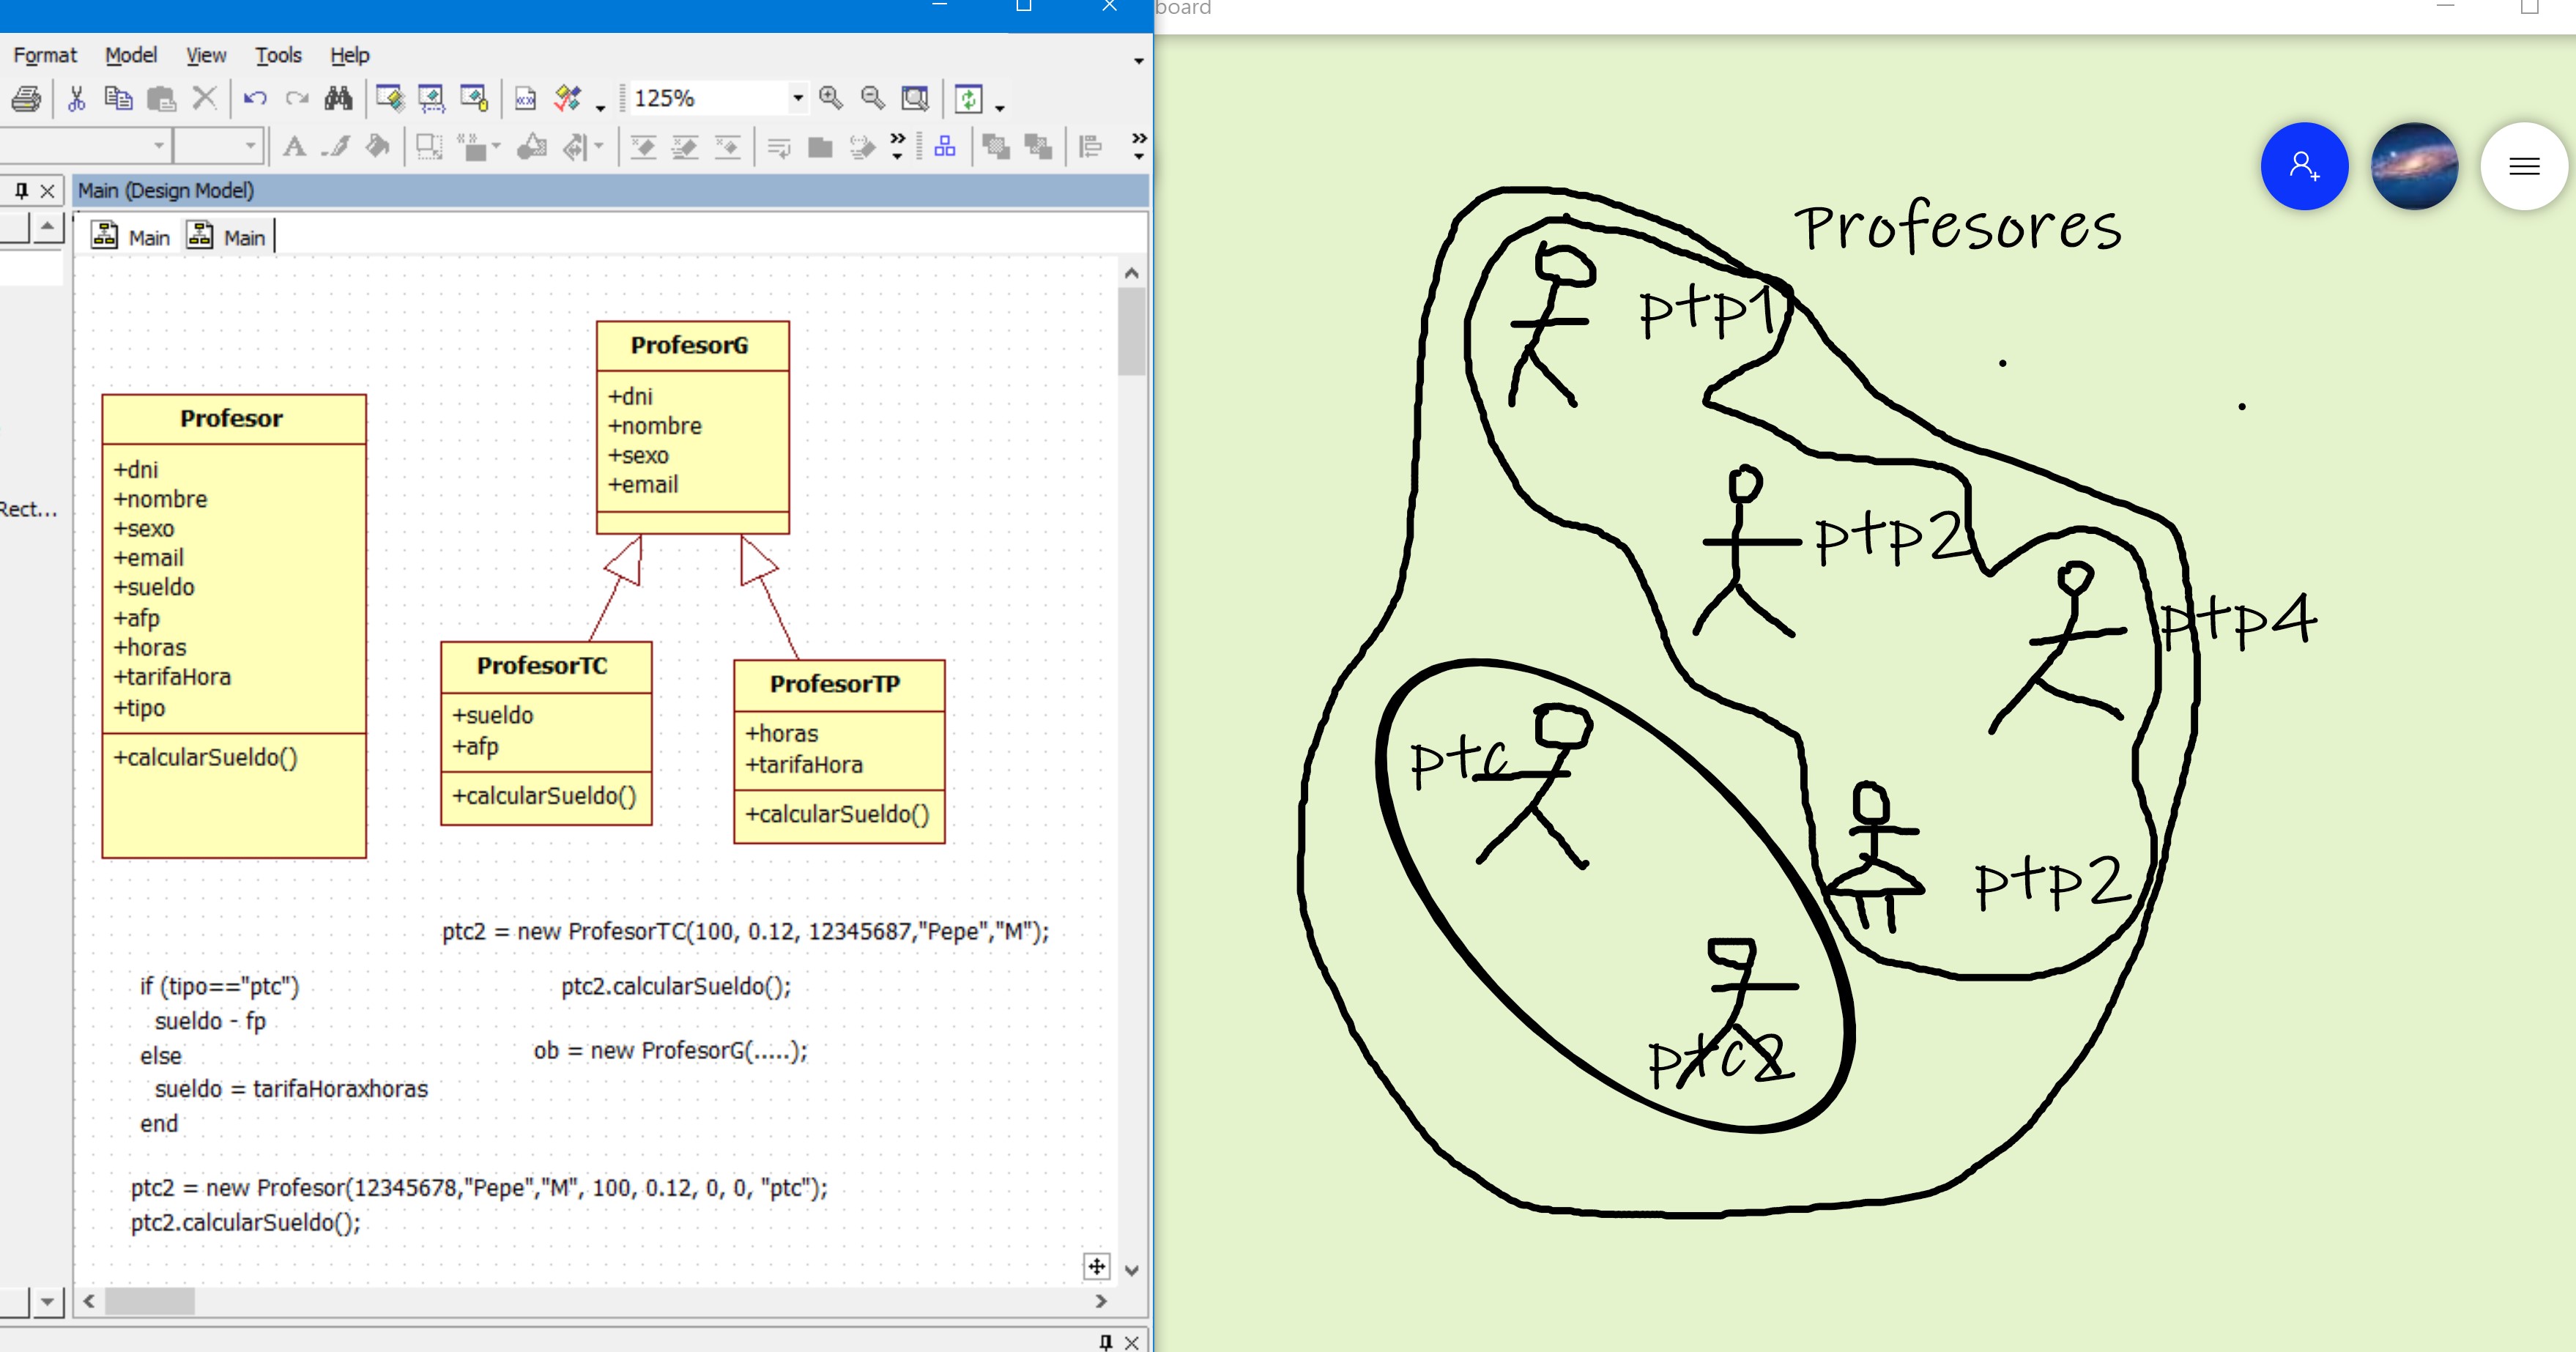 board
Format Model View Tools Help
125%
Main (Design Model)
Main Main
Rect...
Profesor
+dni
+nombre
+sexo
+email
+sueldo
+afp
+horas
+tarifaHora
+tipo
+calcularSueldo()
ProfesorG
+dni
+nombre
+sexo
+email
ProfesorTC
+sueldo
+afp
+calcularSueldo()
ProfesorTP
+horas
+tarifaHora
+calcularSueldo()
ptc2 = new ProfesorTC(100, 0.12, 12345687,"Pepe","M");
ptc2.calcularSueldo();
ob = new ProfesorG(.....);
if (tipo=="ptc")
sueldo - fp
else
sueldo = tarifaHoraxhoras
end
ptc2 = new Profesor(12345678,"Pepe","M", 100, 0.12, 0, 0, "ptc");
ptc2.calcularSueldo();
Profesores
ptp1
ptp2
ptp4
ptc
ptp2
ptc2